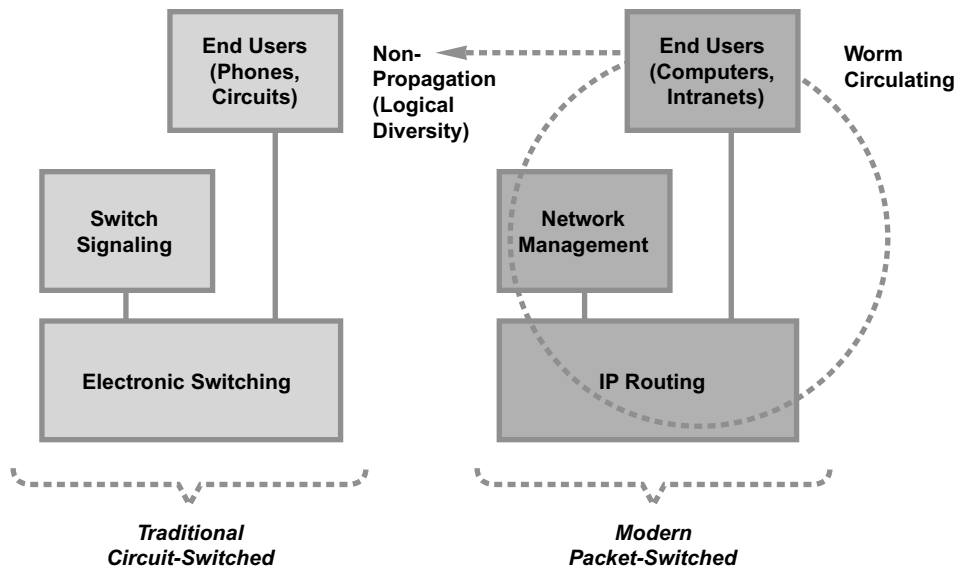 End Users
(Phones,
Circuits)
Non-
Propagation
(Logical
Diversity)
End Users
(Computers,
Intranets)
Worm
Circulating
Switch
Signaling
Network
Management
Electronic Switching
IP Routing
Traditional
Circuit-Switched
Modern
Packet-Switched